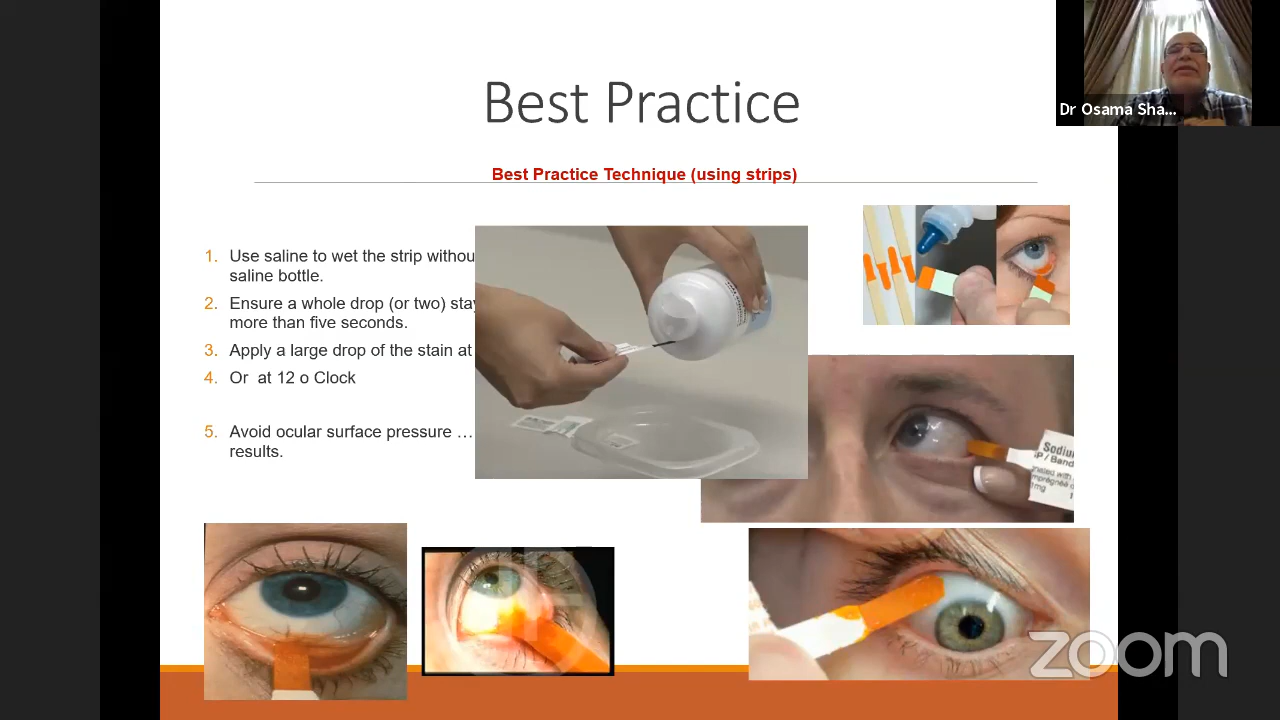 Best Practice
Dr Osama Sha...
Best Practice Technique (using strips)
1. Use saline to wet the strip withou
saline bottle.
2. Ensure a whole drop (or two) stay
more than five seconds.
3. Apply a large drop of the stain at
4. Or at 12 o Clock
5. Avoid ocular surface pressure …
results.
Sodiu
P / Band
1mg
zoom